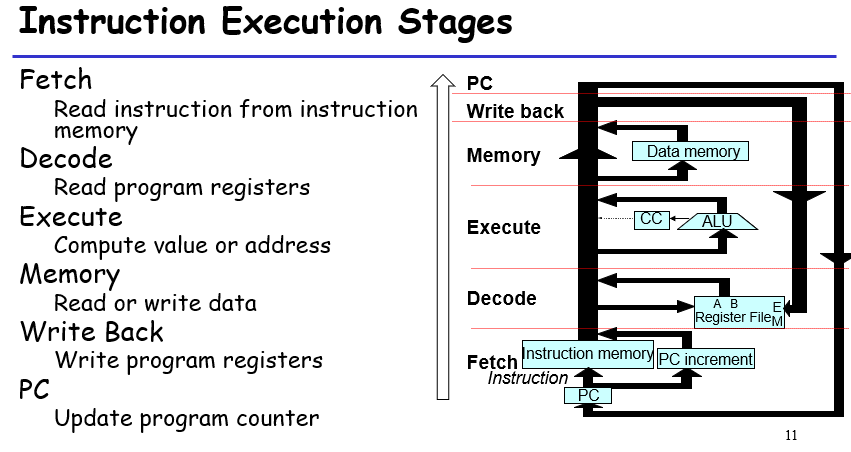 Instruction Execution Stages
Fetch
Read instruction from instruction
memory
Decode
Read program registers
Execute
Compute value or address
Memory
Read or write data
Write Back
Write program registers
PC
Update program counter
PC
Write back
Memory
Data memory
Execute
CC
ALU
Decode
A B
E
Register File
M
Fetch
Instruction memory
PC increment
Instruction
PC
11